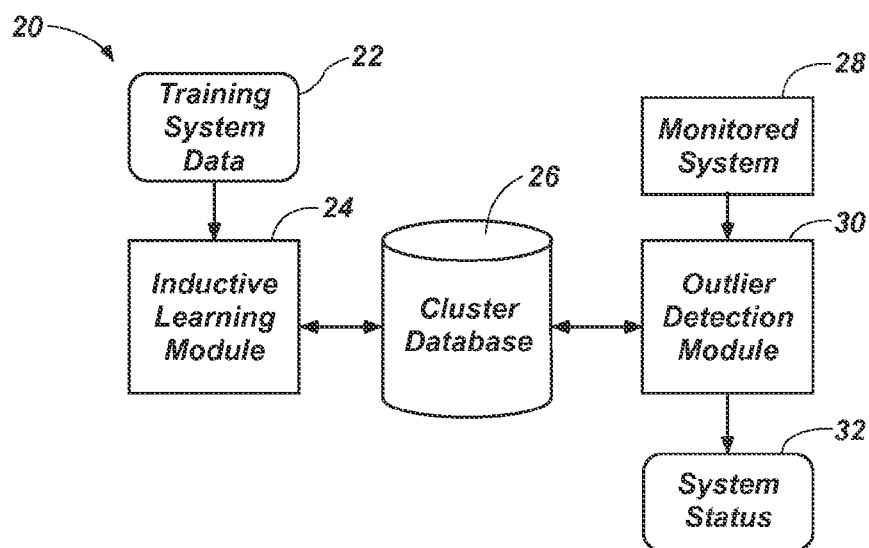 20
22
Training
System
Data
24
Inductive
Learning
Module
26
Cluster
Database
28
Monitored
System
30
Outlier
Detection
Module
32
System
Status